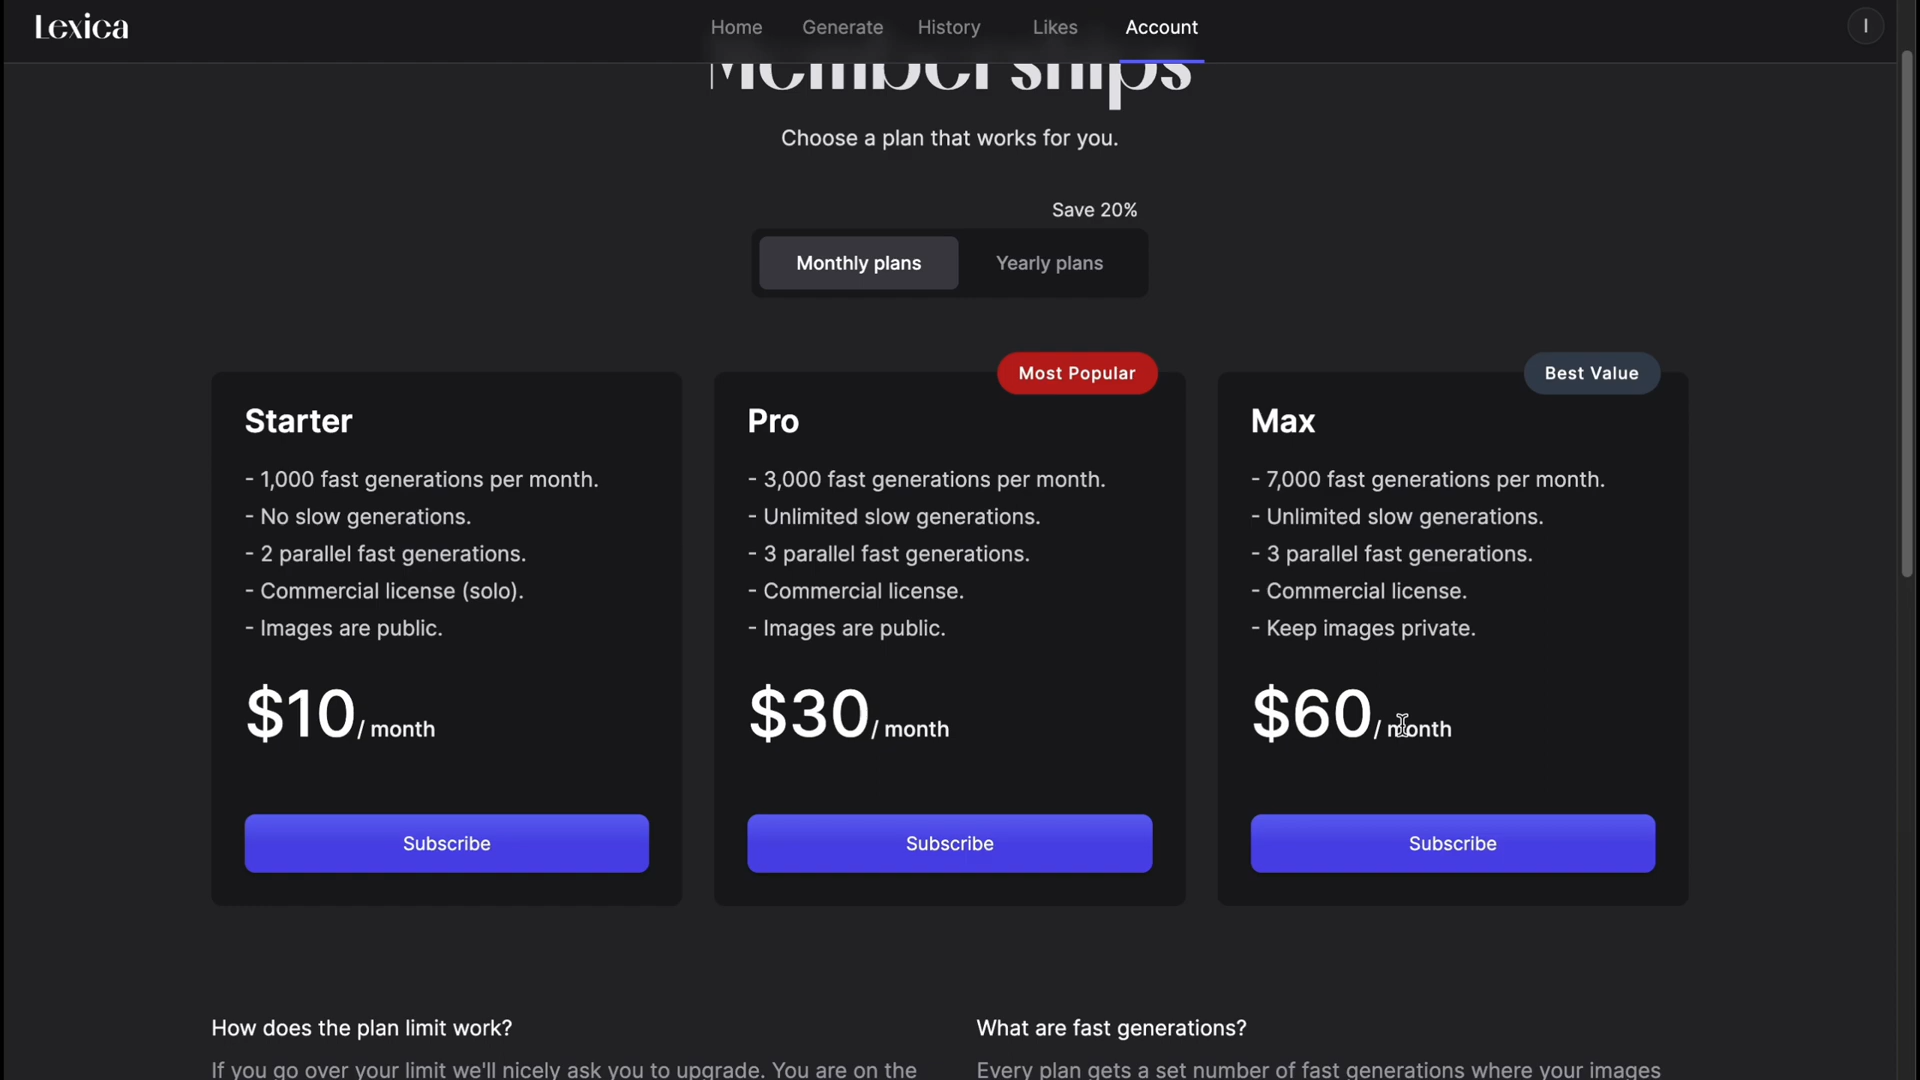 Lexica
Home Generate History Likes Account
I
Memberships
Choose a plan that works for you.
Save 20%
Monthly plans Yearly plans
Most Popular
Best Value
Starter
- 1,000 fast generations per month.
- No slow generations.
- 2 parallel fast generations.
- Commercial license (solo).
- Images are public.
$10/ month
Subscribe
Pro
- 3,000 fast generations per month.
- Unlimited slow generations.
- 3 parallel fast generations.
- Commercial license.
- Images are public.
$30/ month
Subscribe
Max
- 7,000 fast generations per month.
- Unlimited slow generations.
- 3 parallel fast generations.
- Commercial license.
- Keep images private.
$60/ month
Subscribe
How does the plan limit work?
If you go over your limit we'll nicely ask you to upgrade. You are on the
What are fast generations?
Every plan gets a set number of fast generations where your images